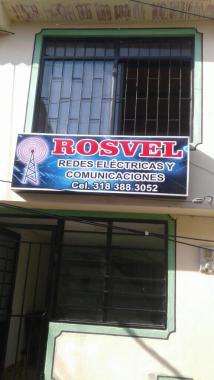 ROSVEL
REDES ELÉCTRICAS Y
COMUNICACIONES
Cel. 318 388 3052